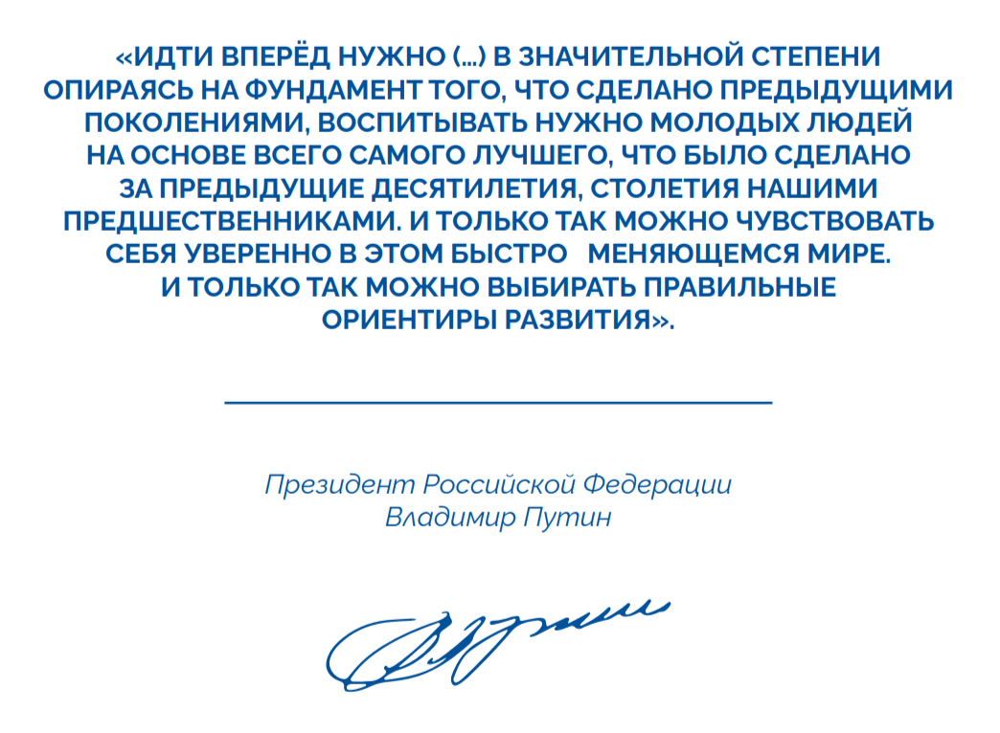 «ИДТИ ВПЕРЁД НУЖНО (...) В ЗНАЧИТЕЛЬНОЙ СТЕПЕНИ
ОПИРАЯСЬ НА ФУНДАМЕНТ ТОГО, ЧТО СДЕЛАНО ПРЕДЫДУЩИМИ
ПОКОЛЕНИЯМИ, ВОСПИТЫВАТЬ НУЖНО МОЛОДЫХ ЛЮДЕЙ
НА ОСНОВЕ ВСЕГО САМОГО ЛУЧШЕГО, ЧТО БЫЛО СДЕЛАНО
ЗА ПРЕДЫДУЩИЕ ДЕСЯТИЛЕТИЯ, СТОЛЕТИЯ НАШИМИ
ПРЕДШЕСТВЕННИКАМИ. И ТОЛЬКО ТАК МОЖНО ЧУВСТВОВАТЬ
СЕБЯ УВЕРЕННО В ЭТОМ БЫСТРО МЕНЯЮЩЕМСЯ МИРЕ.
И ТОЛЬКО ТАК МОЖНО ВЫБИРАТЬ ПРАВИЛЬНЫЕ
ОРИЕНТИРЫ РАЗВИТИЯ».
Президент Российской Федерации
Владимир Путин